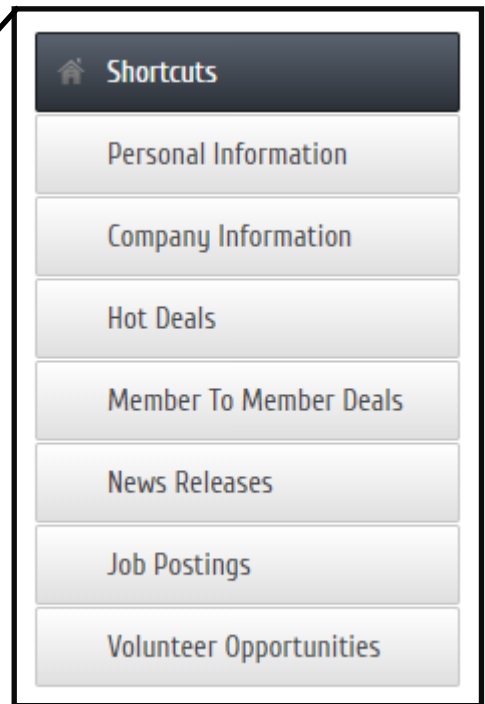 Shortcuts
Personal Information
Company Information
Hot Deals
Member To Member Deals
News Releases
Job Postings
Volunteer Opportunities